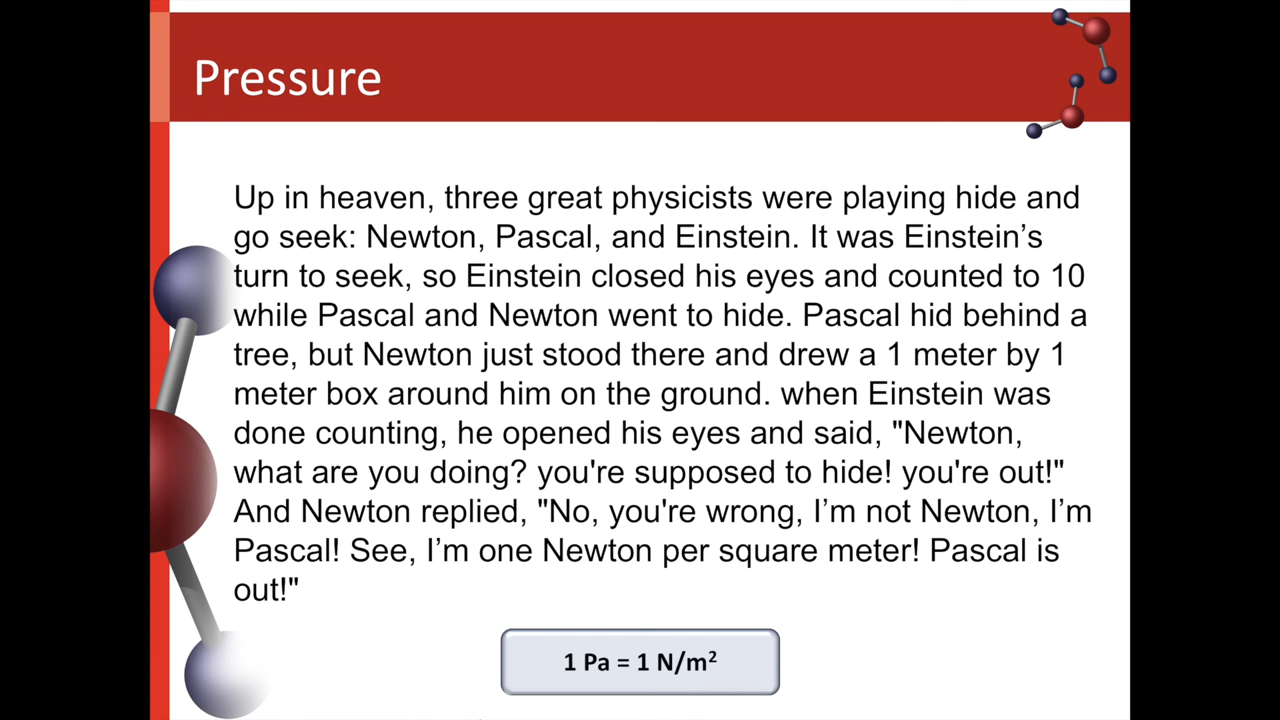 Pressure
Up in heaven, three great physicists were playing hide and
go seek: Newton, Pascal, and Einstein. It was Einstein’s
turn to seek, so Einstein closed his eyes and counted to 10
while Pascal and Newton went to hide. Pascal hid behind a
tree, but Newton just stood there and drew a 1 meter by 1
meter box around him on the ground. when Einstein was
done counting, he opened his eyes and said, "Newton,
what are you doing? you're supposed to hide! you're out!"
And Newton replied, "No, you're wrong, I’m not Newton, I’m
Pascal! See, I’m one Newton per square meter! Pascal is
out!"
1 Pa = 1 N/m²